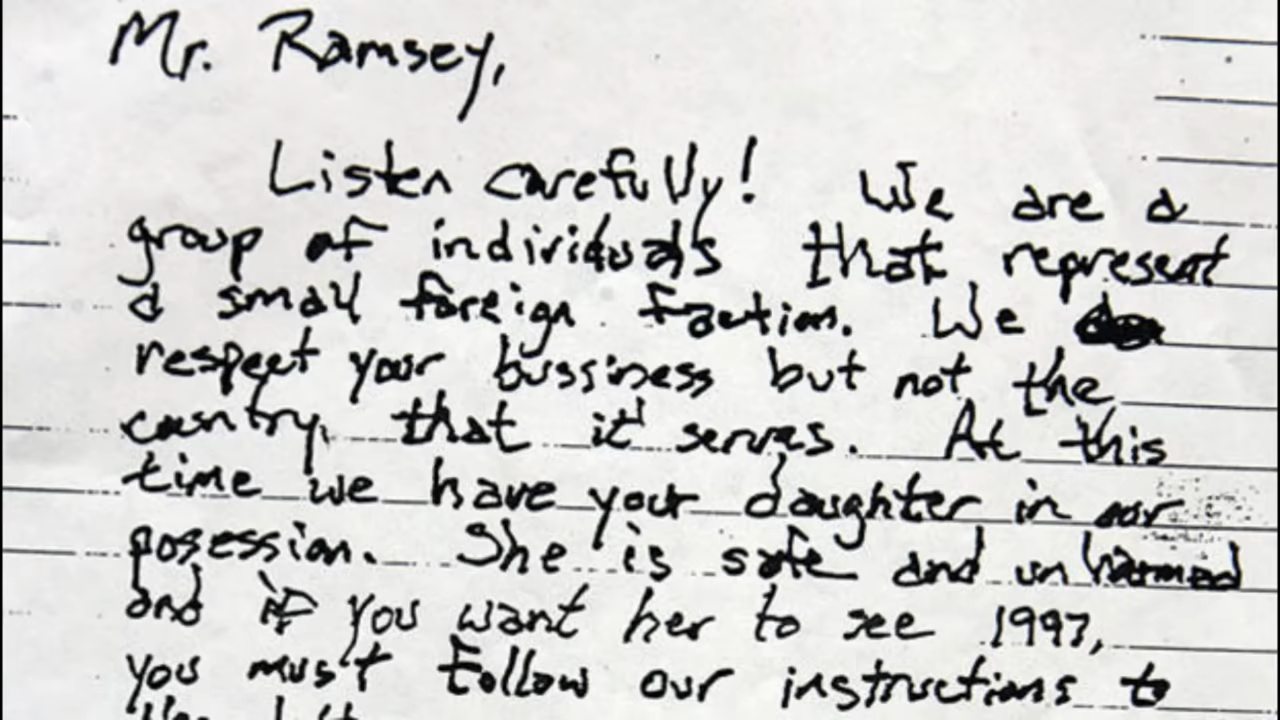 Mr. Ramsey,
Listen carefully! We are a
group of individuals that represent
a small foreign faction. We
respect your bussiness but not the
country that it serves. At this
time we have your daughter in our
posession. She is safe and unharmed
and if you want her to see 1997,
you must follow our instructions to